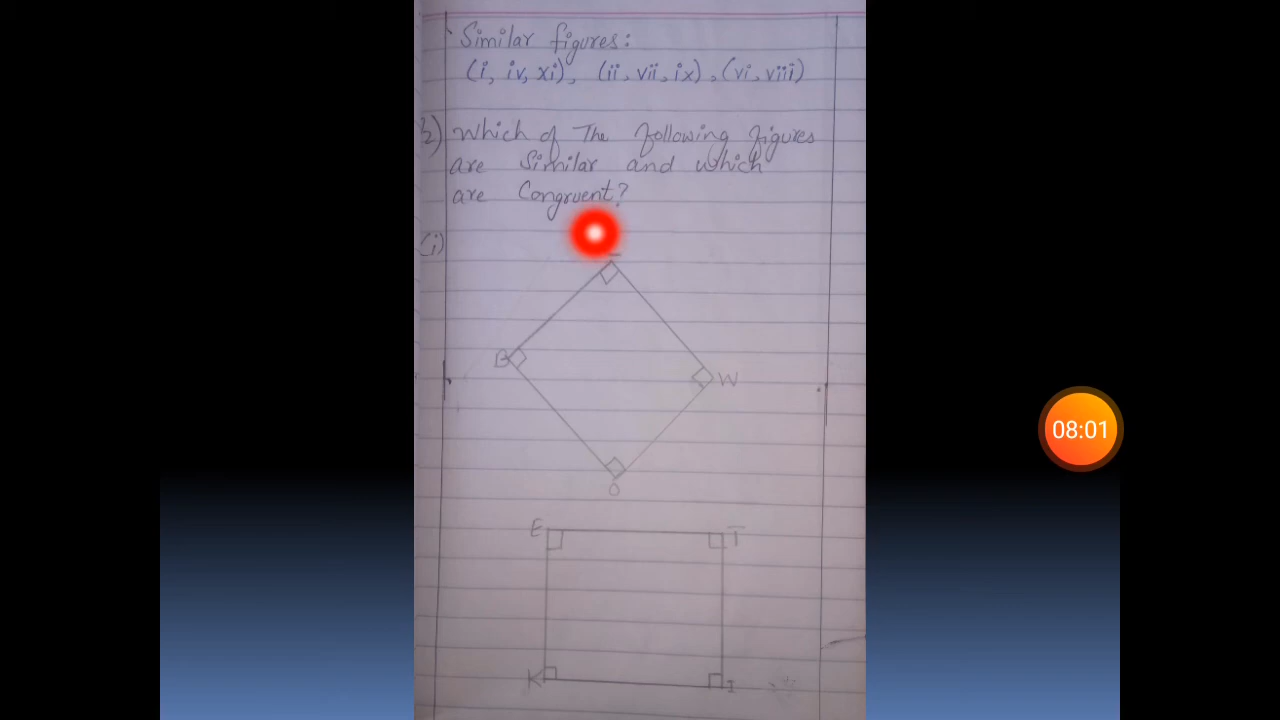 Similar figures:
(i, iv, xi), (ii, vii, ix), (vi, viii)
2) Which of The following figures
are Similar and which
are Congruent?
(i)
B
W
O
E T
K I
08:01